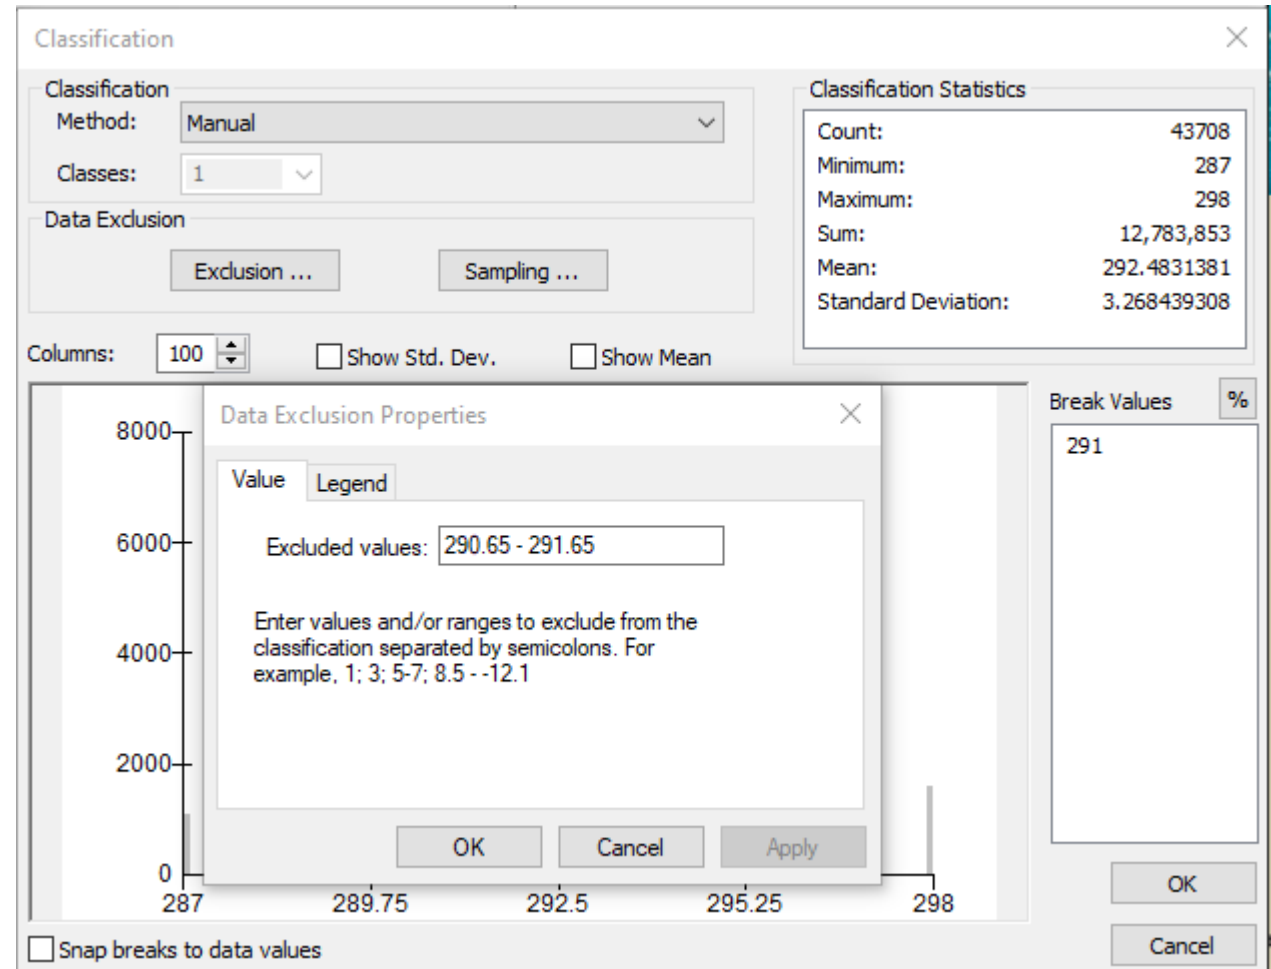 Classification
Classification
Method: Manual
Classes: 1
Data Exclusion
Exclusion ...
Sampling ...
Classification Statistics
Count: 43708
Minimum: 287
Maximum: 298
Sum: 12,783,853
Mean: 292.4831381
Standard Deviation: 3.268439308
Columns: 100
Show Std. Dev.
Show Mean
Break Values
%
291
8000
6000
4000
2000
0
287 289.75 292.5 295.25 298
Data Exclusion Properties
Value
Legend
Excluded values: 290.65 - 291.65
Enter values and/or ranges to exclude from the
classification separated by semicolons. For
example, 1; 3; 5-7; 8.5 - -12.1
OK
Cancel
Apply
OK
Cancel
Snap breaks to data values